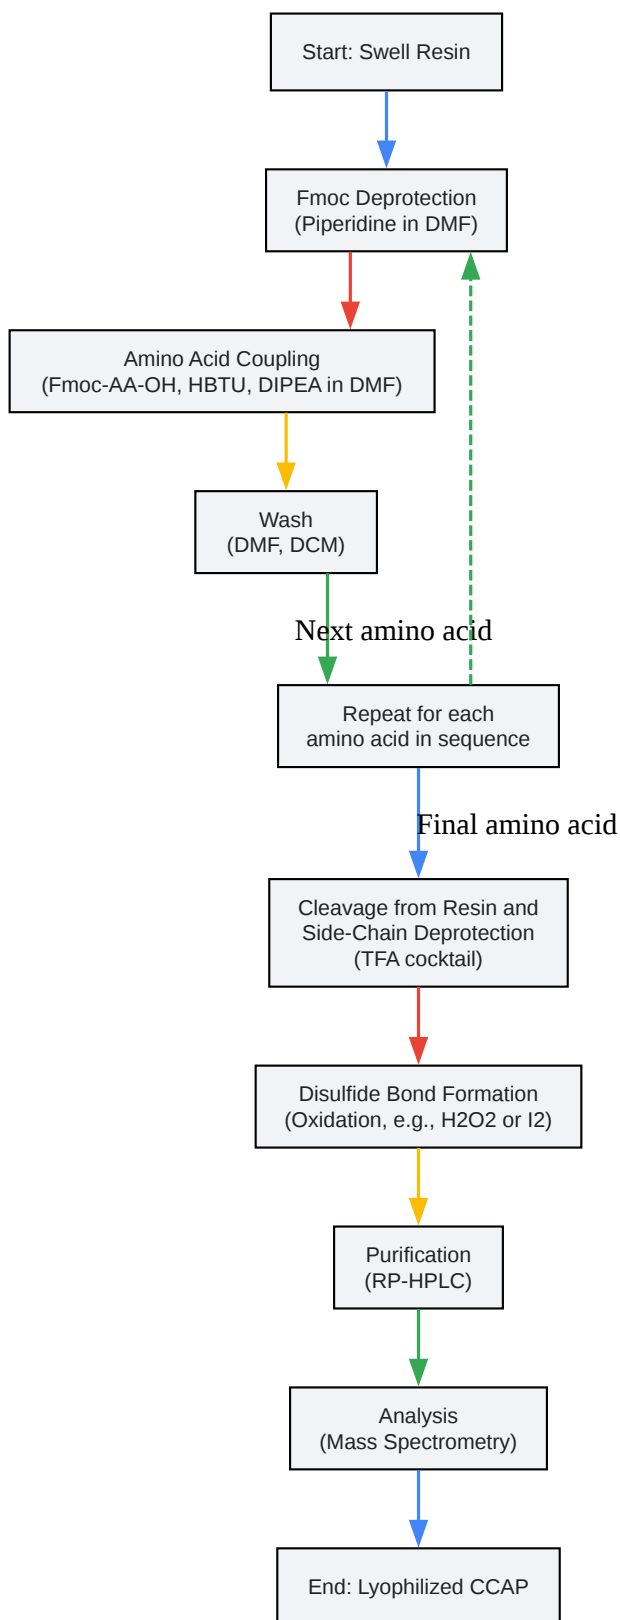 Start: Swell Resin
Fmoc Deprotection
(Piperidine in DMF)
Amino Acid Coupling
(Fmoc-AA-OH, HBTU, DIPEA in DMF)
Wash
(DMF, DCM)
Next amino acid
Repeat for each
amino acid in sequence
Final amino acid
Cleavage from Resin and
Side-Chain Deprotection
(TFA cocktail)
Disulfide Bond Formation
(Oxidation, e.g., H2O2 or I2)
Purification
(RP-HPLC)
Analysis
(Mass Spectrometry)
End: Lyophilized CCAP